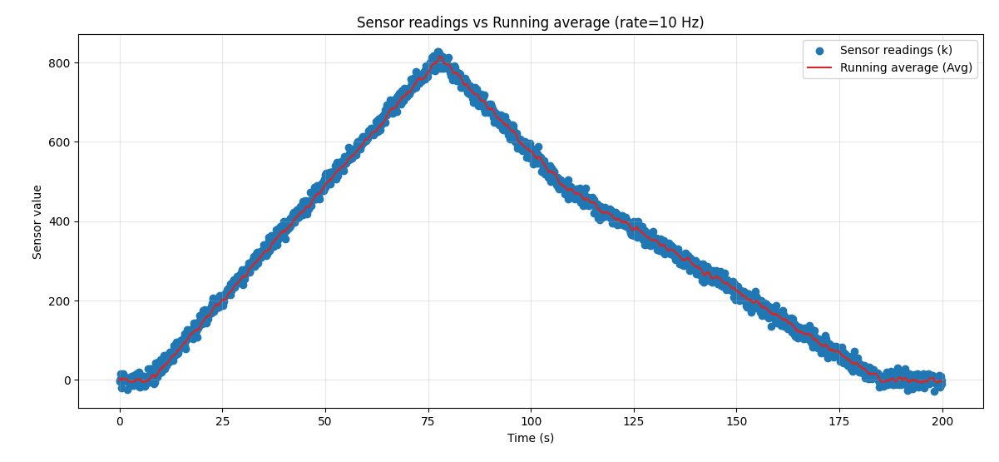 Sensor readings vs Running average (rate=10 Hz)
Sensor readings (k)
Running average (Avg)
Sensor value
800
600
400
200
0
0 25 50 75 100 125 150 175 200
Time (s)